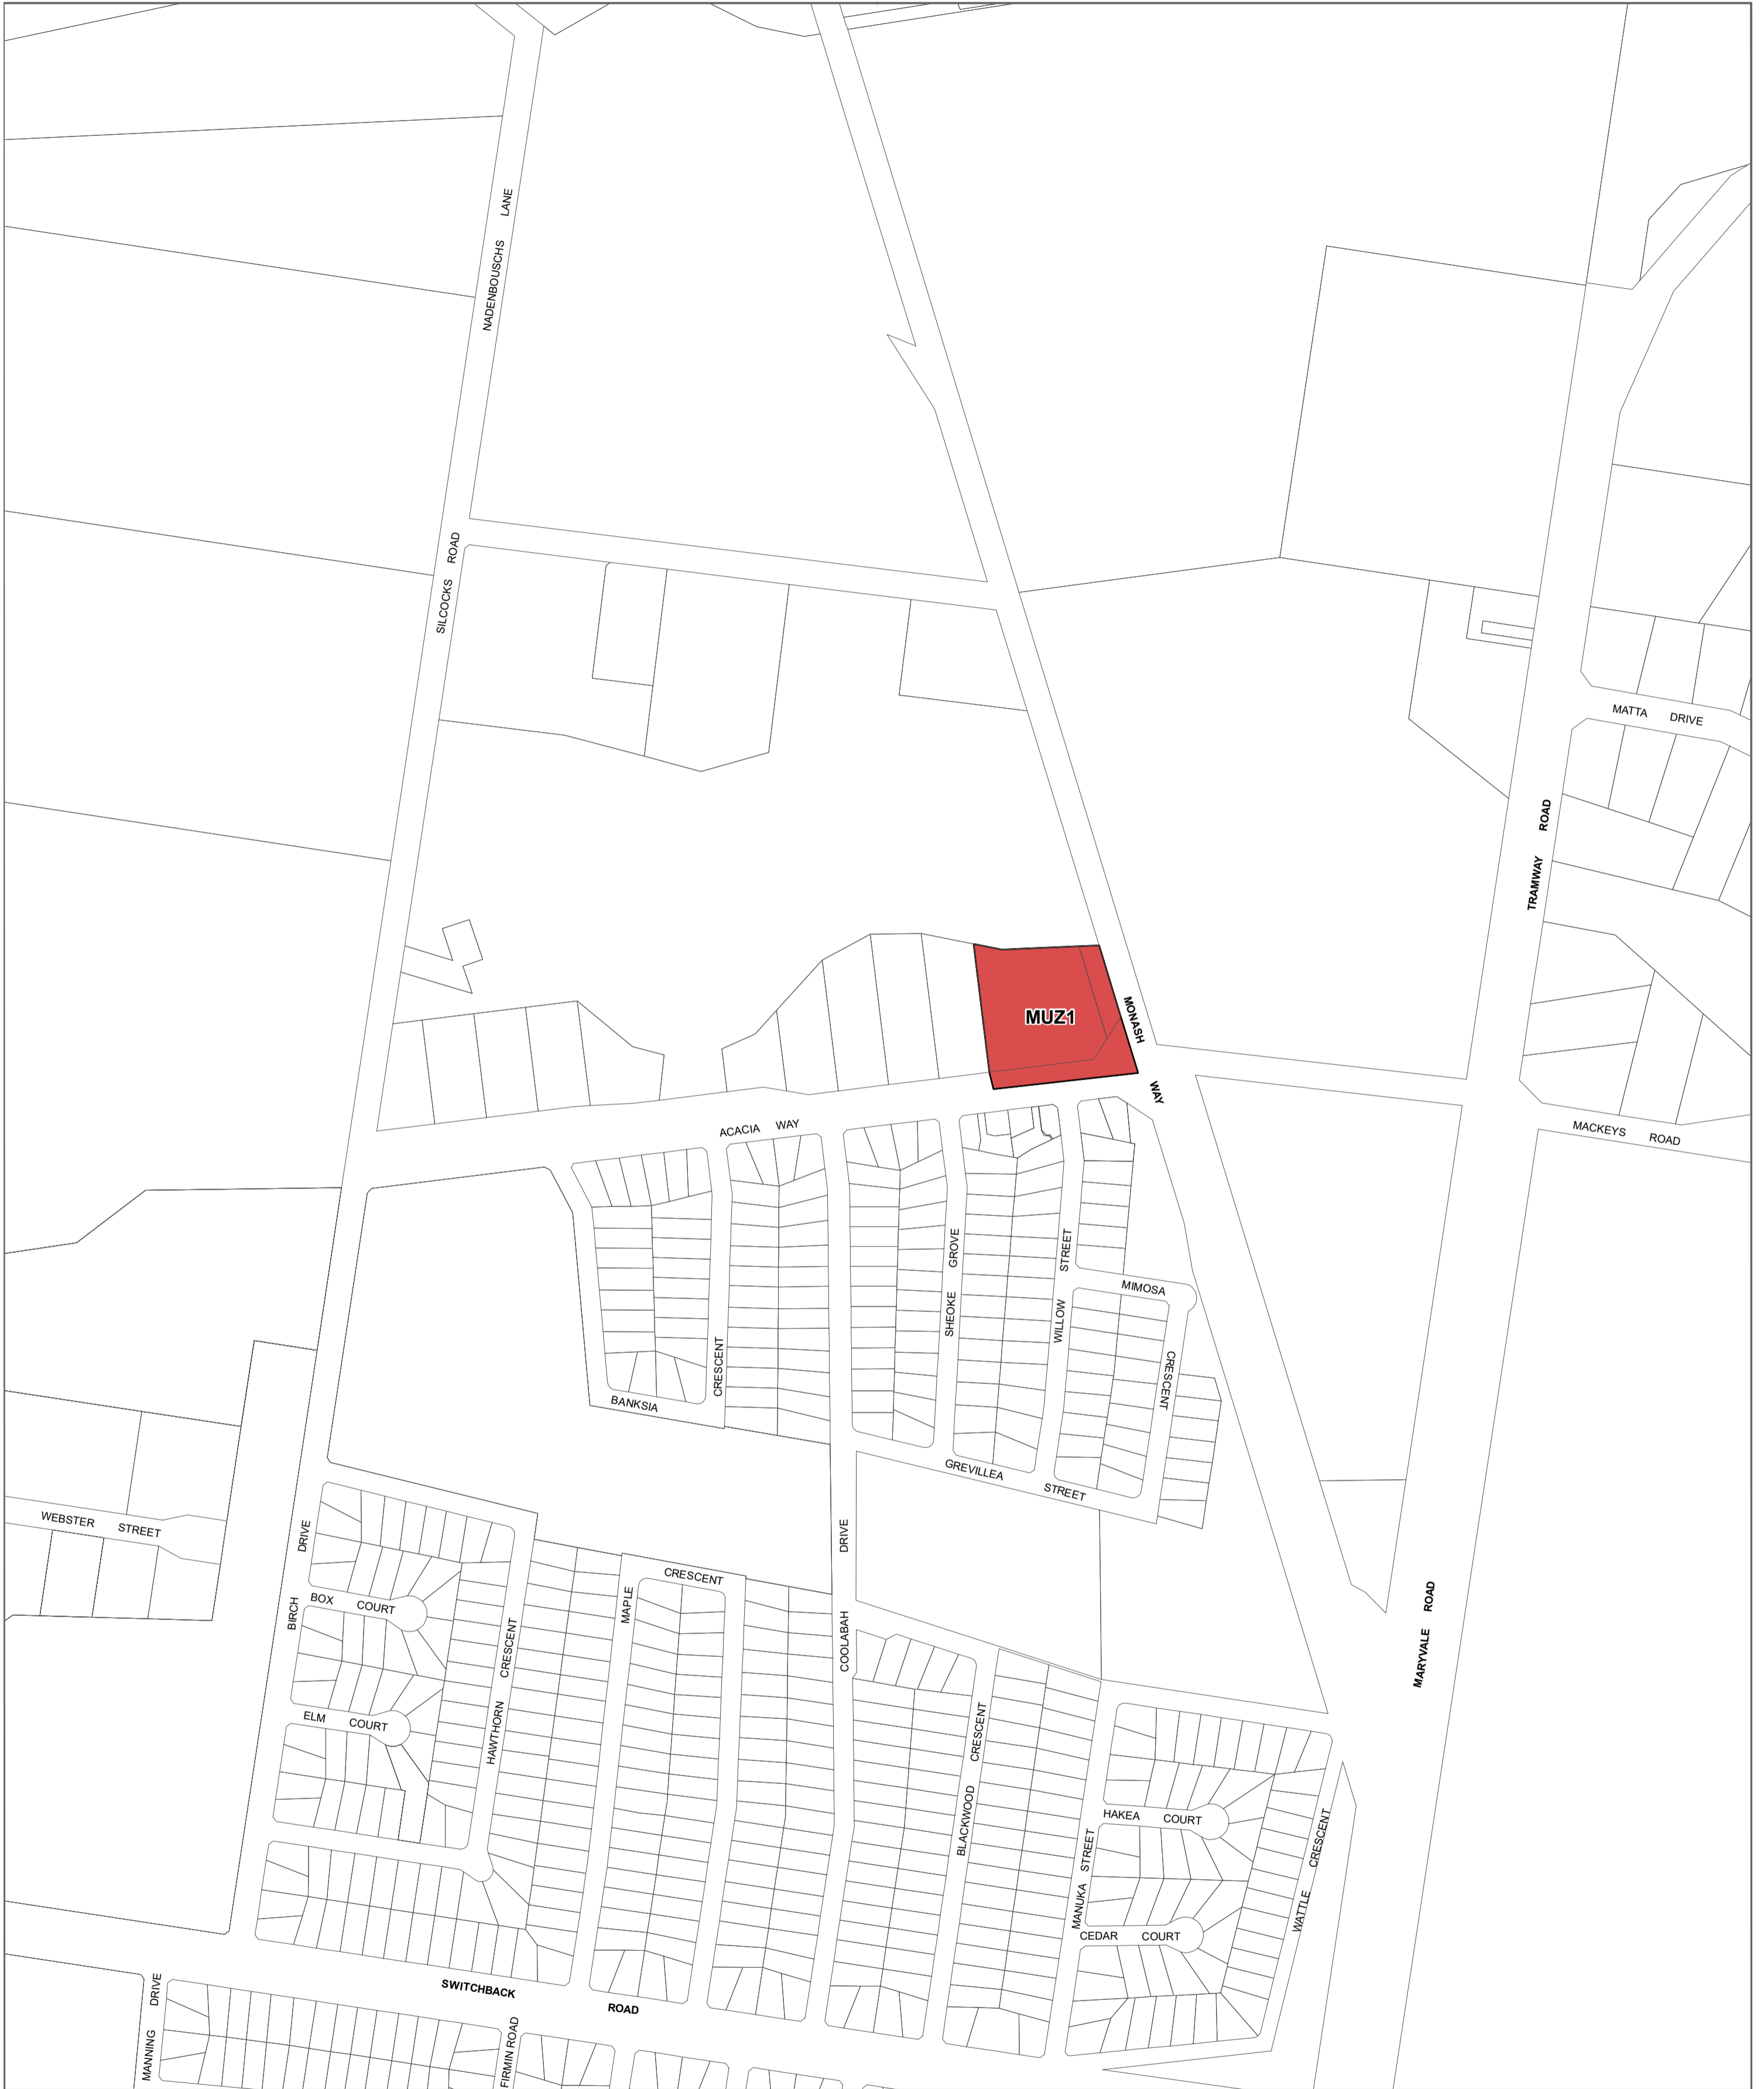 NADENBOUSCHS LANE
SILCOCKS ROAD
MATTA DRIVE
TRAMWAY ROAD
MUZ1
MONASH
WAY
ACACIA WAY
MACKEYS ROAD
SHEOKE GROVE
WILLOW STREET
MIMOSA
CRESCENT
CRESCENT
BANKSIA
GREVILLEA
STREET
WEBSTER STREET
BIRCH DRIVE
BOX COURT
CRESCENT
MAPLE
COOLABAH DRIVE
HAWTHORN CRESCENT
ELM COURT
MARYVALE ROAD
BLACKWOOD CRESCENT
HAKEA COURT
MANUKA STREET
WATTLE CRESCENT
CEDAR COURT
SWITCHBACK
ROAD
MANNING DRIVE
FIRMIN ROAD